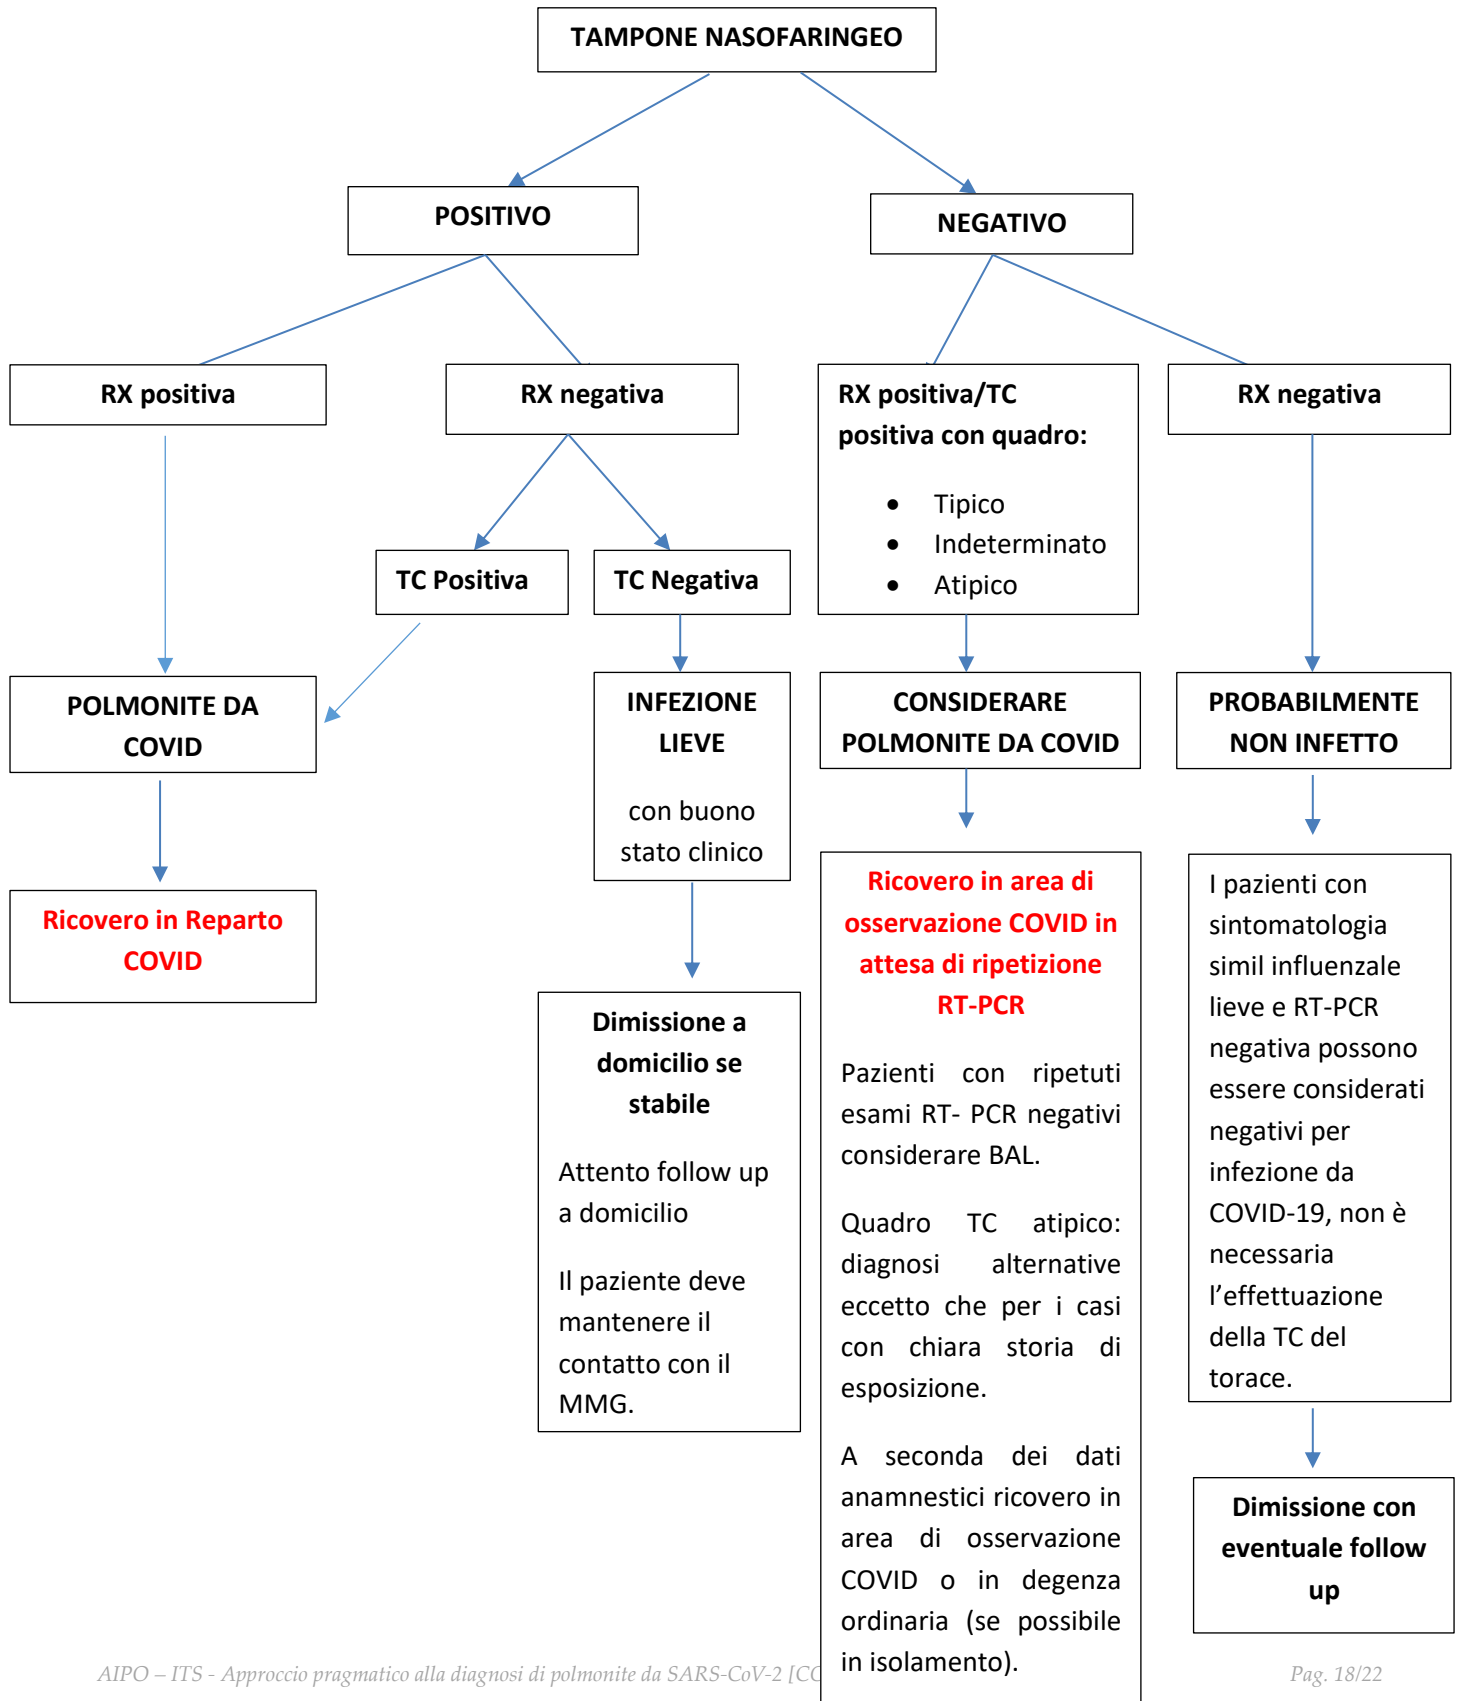 TAMPONE NASOFARINGEO
POSITIVO
NEGATIVO
RX positiva
RX negativa
RX positiva/TC
positiva con quadro:
• Tipico
• Indeterminato
• Atipico
RX negativa
TC Positiva
TC Negativa
POLMONITE DA
COVID
INFEZIONE
LIEVE
con buono
stato clinico
CONSIDERARE
POLMONITE DA COVID
PROBABILMENTE
NON INFETTO
Ricovero in Reparto
COVID
Dimissione a
domicilio se
stabile
Attento follow up
a domicilio
Il paziente deve
mantenere il
contatto con il
MMG.
Ricovero in area di
osservazione COVID in
attesa di ripetizione
RT-PCR
Pazienti con ripetuti
esami RT- PCR negativi
considerare BAL.
Quadro TC atipico:
diagnosi alternative
eccetto che per i casi
con chiara storia di
esposizione.
A seconda dei dati
anamnestici ricovero in
area di osservazione
COVID o in degenza
ordinaria (se possibile
in isolamento).
I pazienti con
sintomatologia
simil influenzale
lieve e RT-PCR
negativa possono
essere considerati
negativi per
infezione da
COVID-19, non è
necessaria
l’effettuazione
della TC del
torace.
Dimissione con
eventuale follow
up
AIPO – ITS - Approccio pragmatico alla diagnosi di polmonite da SARS-CoV-2 Pag. 18/22